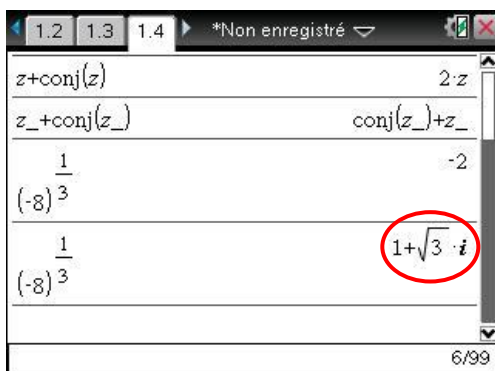 1.2 1.3 1.4 *Non enregistré
z+conj(z) 2·z
z_+conj(z_) conj(z_)+z_
(-8)^(1/3) -2
(-8)^(1/3) 1+√3·i
6/99